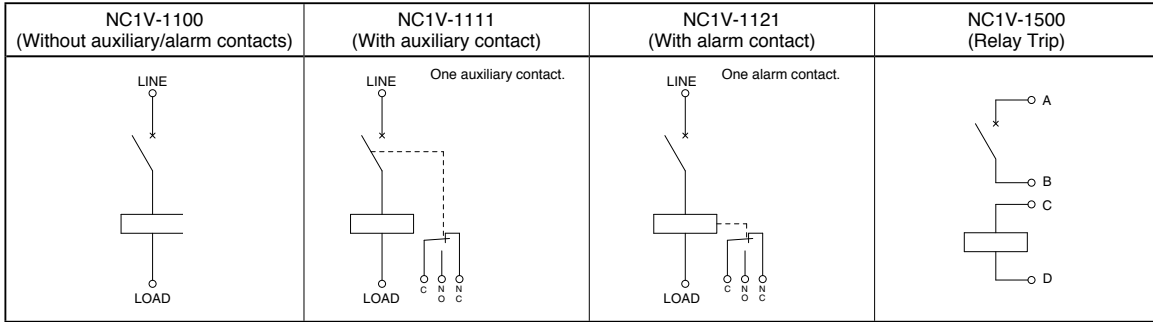 NC1V-1100
(Without auxiliary/alarm contacts)
LINE
LOAD
NC1V-1111
(With auxiliary contact)
One auxiliary contact.
LINE
LOAD
C
NO
NC
NC1V-1121
(With alarm contact)
One alarm contact.
LINE
LOAD
C
NO
NC
NC1V-1500
(Relay Trip)
A
B
C
D